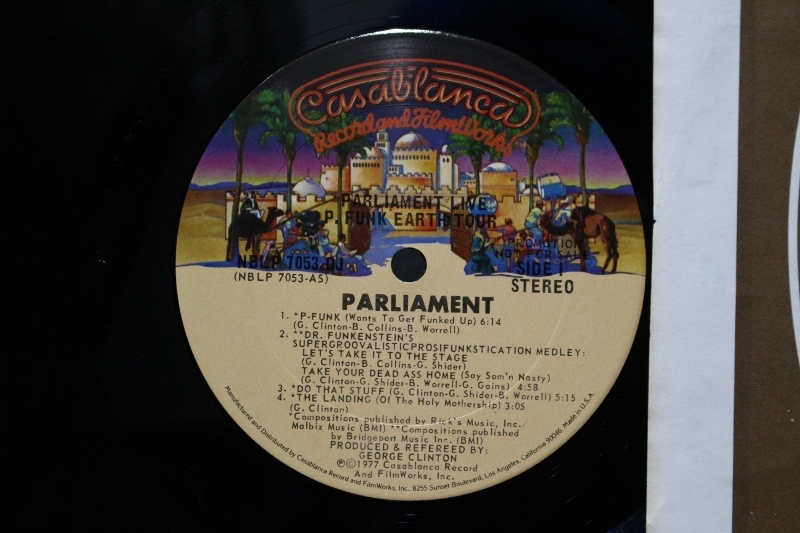 Casablanca
Record and FilmWorks
PARLIAMENT LIVE
P. FUNK EARTH TOUR
PROMOTION
NOT FOR SALE
NBLP 7053 DJ
SIDE 1
(NBLP 7053-AS)
STEREO
PARLIAMENT
1. *P-FUNK (Wants To Get Funked Up) 6:14
(G. Clinton-B. Collins-B. Worrell)
2. **DR. FUNKENSTEIN'S
SUPERGROOVALISTICPROSIFUNKSTICATION MEDLEY:
LET'S TAKE IT TO THE STAGE
(G. Clinton-B. Collins-G. Shider)
TAKE YOUR DEAD ASS HOME (Say Som'n Nasty)
(G. Clinton-G. Shider-B. Worrell-G. Goins) 4:58
3. *DO THAT STUFF (G. Clinton-G. Shider-B. Worrell) 5:15
4. *THE LANDING (Of The Holy Mothership) 3:05
(G. Clinton)
*Compositions published by Rick's Music, Inc.
Malbiz Music (BMI) **Compositions published
by Bridgeport Music Inc. (BMI)
PRODUCED & REFEREED BY:
GEORGE CLINTON
℗©1977 Casablanca Record
And FilmWorks, Inc.
Manufactured and Distributed by Casablanca Record and FilmWorks, Inc., 8255 Sunset Boulevard, Los Angeles, California 90046. Made in U.S.A